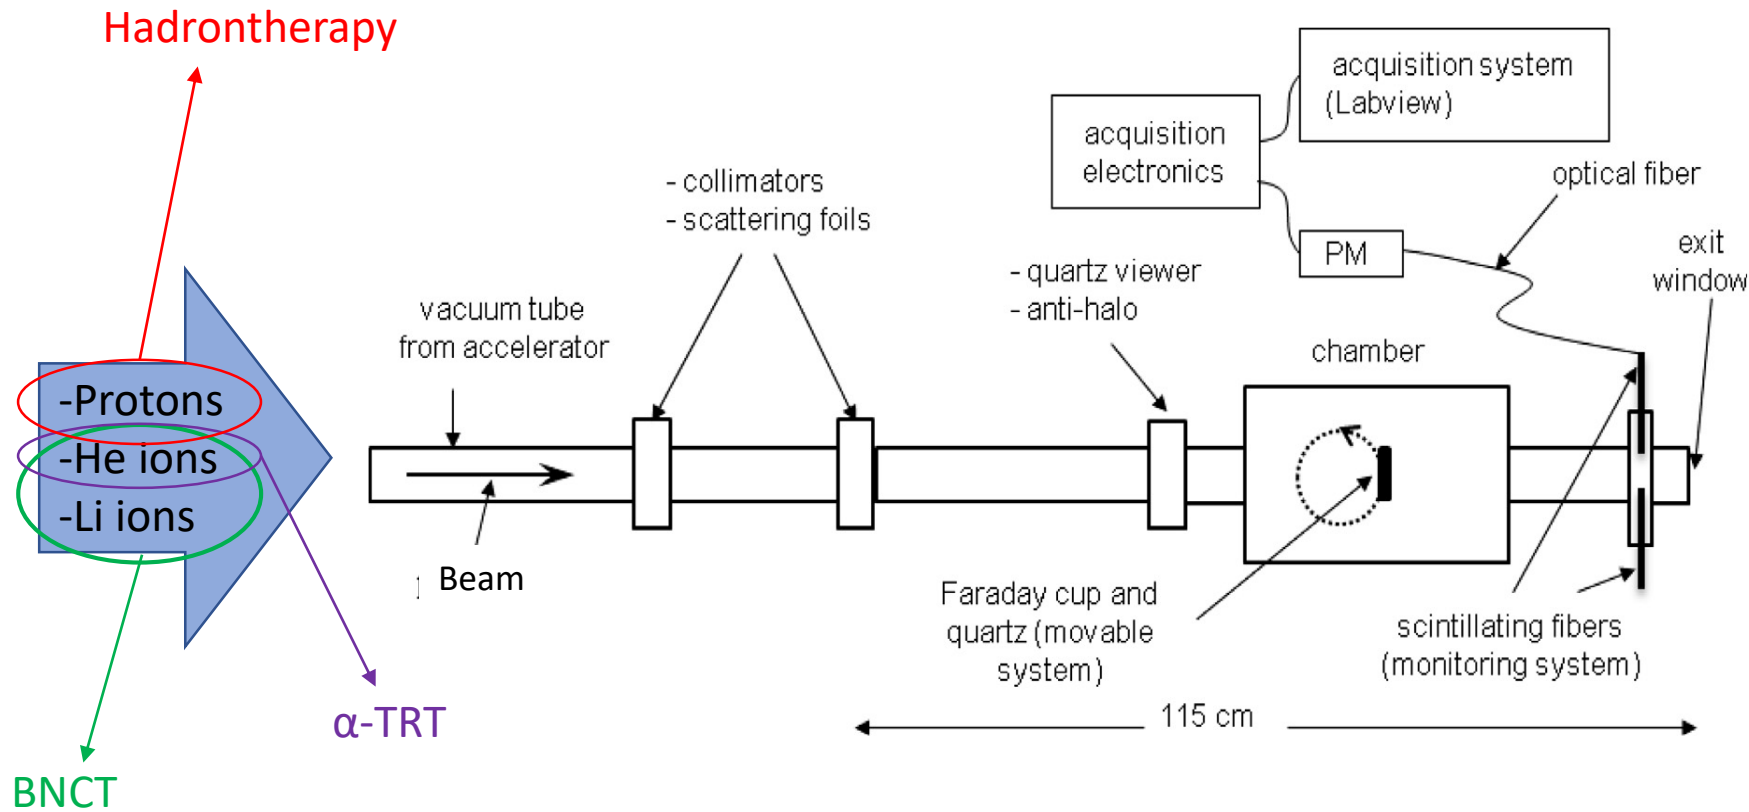 Hadrontherapy
acquisition system
(Labview)
acquisition
electronics
optical fiber
- collimators
- scattering foils
PM
exit
window
- quartz viewer
- anti-halo
vacuum tube
from accelerator
chamber
-Protons
-He ions
-Li ions
Beam
Faraday cup and
quartz (movable
system)
scintillating fibers
(monitoring system)
α-TRT
115 cm
BNCT